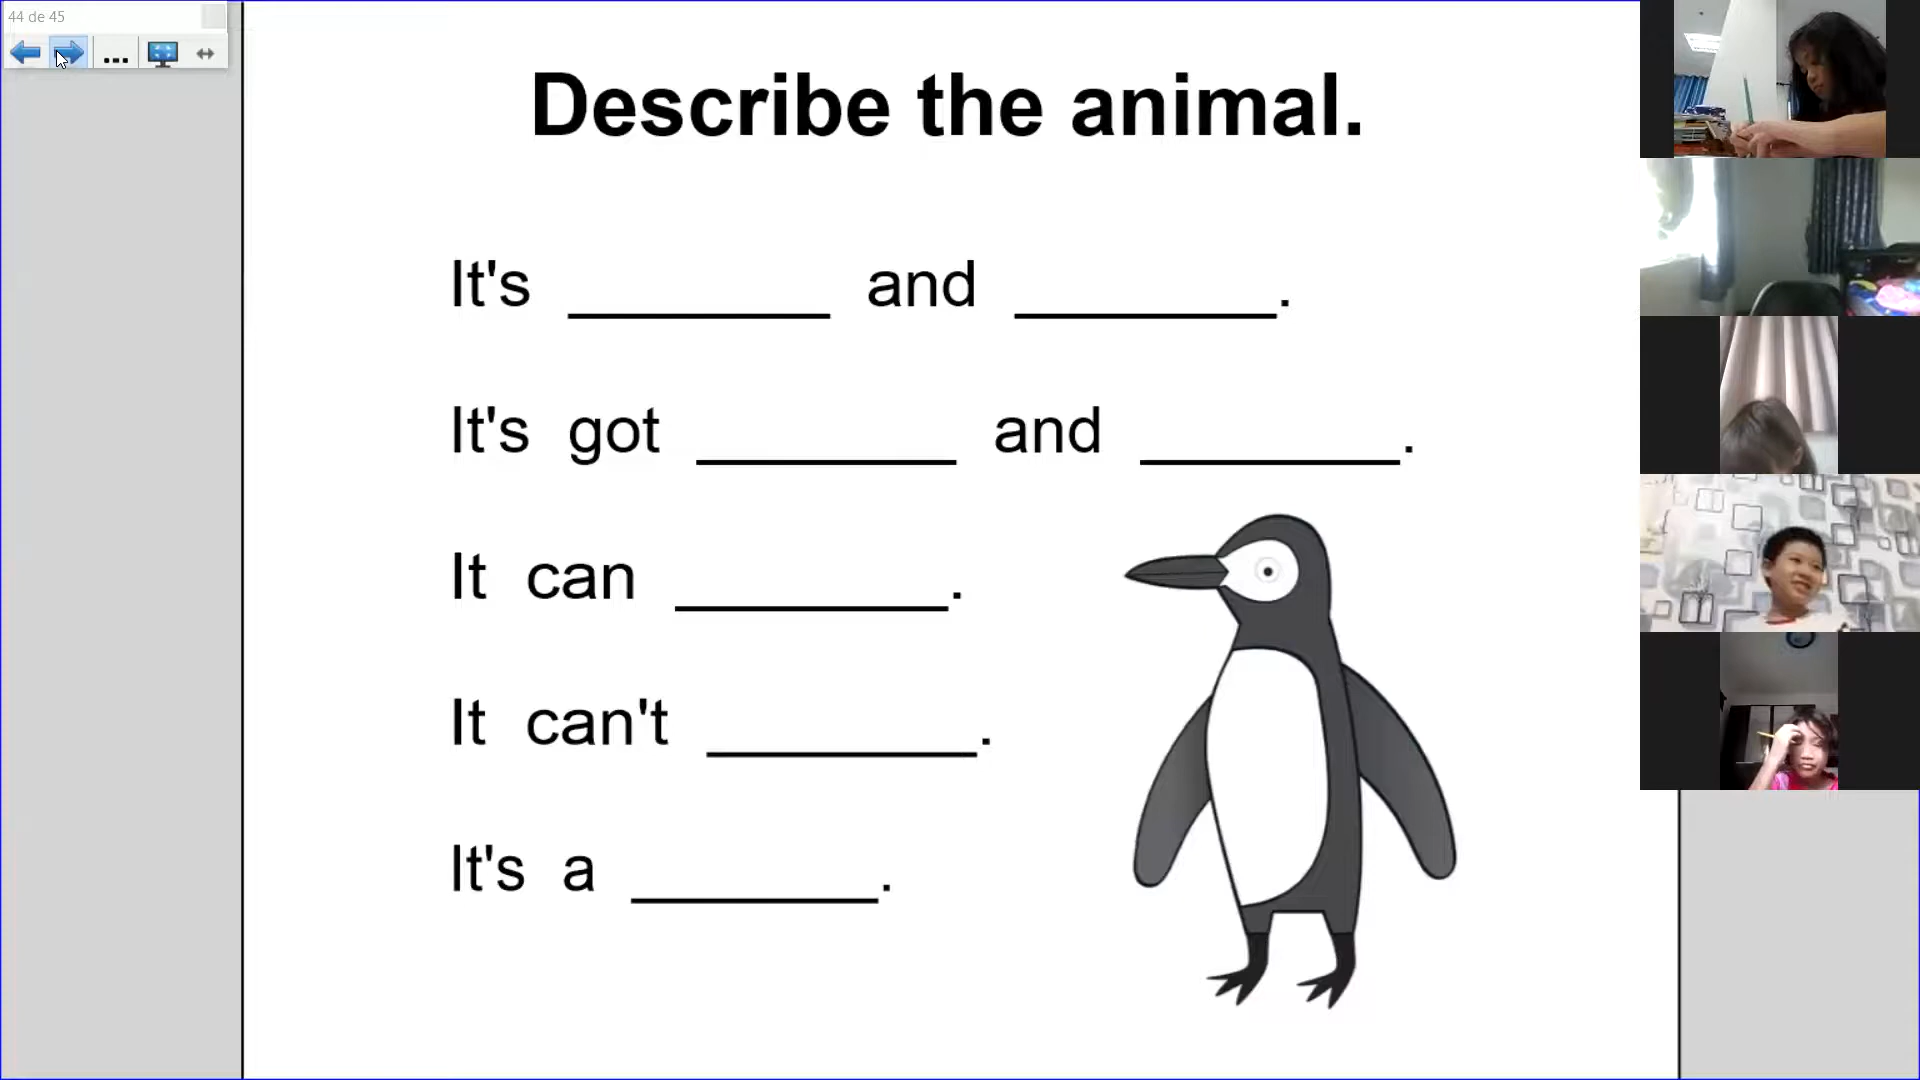 44 de 45
...
Describe the animal.
It's ________ and ________.
It's got ________ and ________.
It can ________.
It can't ________.
It's a ________.